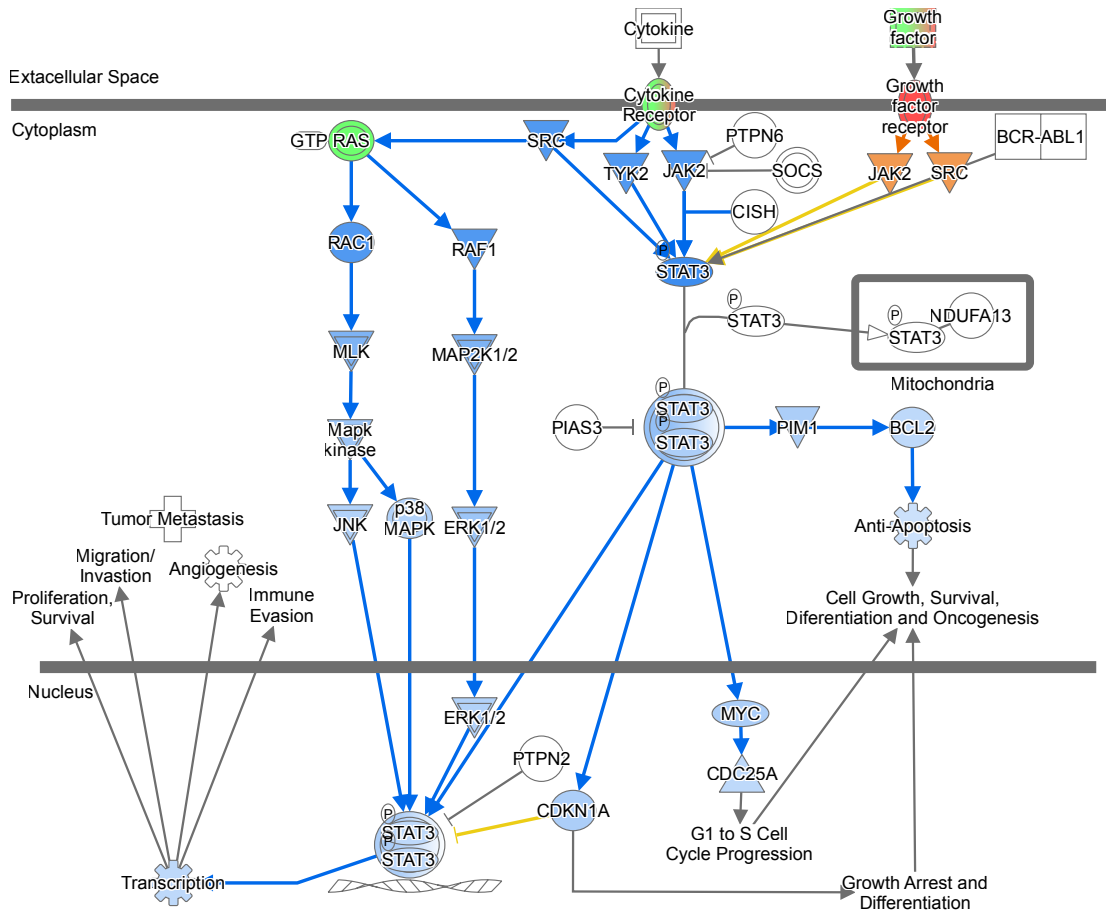 Cytokine
Growth
factor
Extacellular Space
Cytokine
Receptor
Growth
factor
receptor
Cytoplasm
GTP
RAS
SRC
TYK2
JAK2
PTPN6
SOCS
JAK2
SRC
BCR-ABL1
CISH
RAC1
RAF1
P
STAT3
P
STAT3
P
STAT3
NDUFA13
Mitochondria
MLK
MAP2K1/2
P
STAT3
P
STAT3
PIAS3
PIM1
BCL2
Mapk
kinase
JNK
p38
MAPK
ERK1/2
Anti-Apoptosis
Tumor Metastasis
Migration/
Invastion
Angiogenesis
Proliferation,
Survival
Immune
Evasion
Cell Growth, Survival,
Diferentiation and Oncogenesis
Nucleus
ERK1/2
MYC
PTPN2
CDC25A
CDKN1A
P
STAT3
P
STAT3
G1 to S Cell
Cycle Progression
Transcription
Growth Arrest and
Differentiation